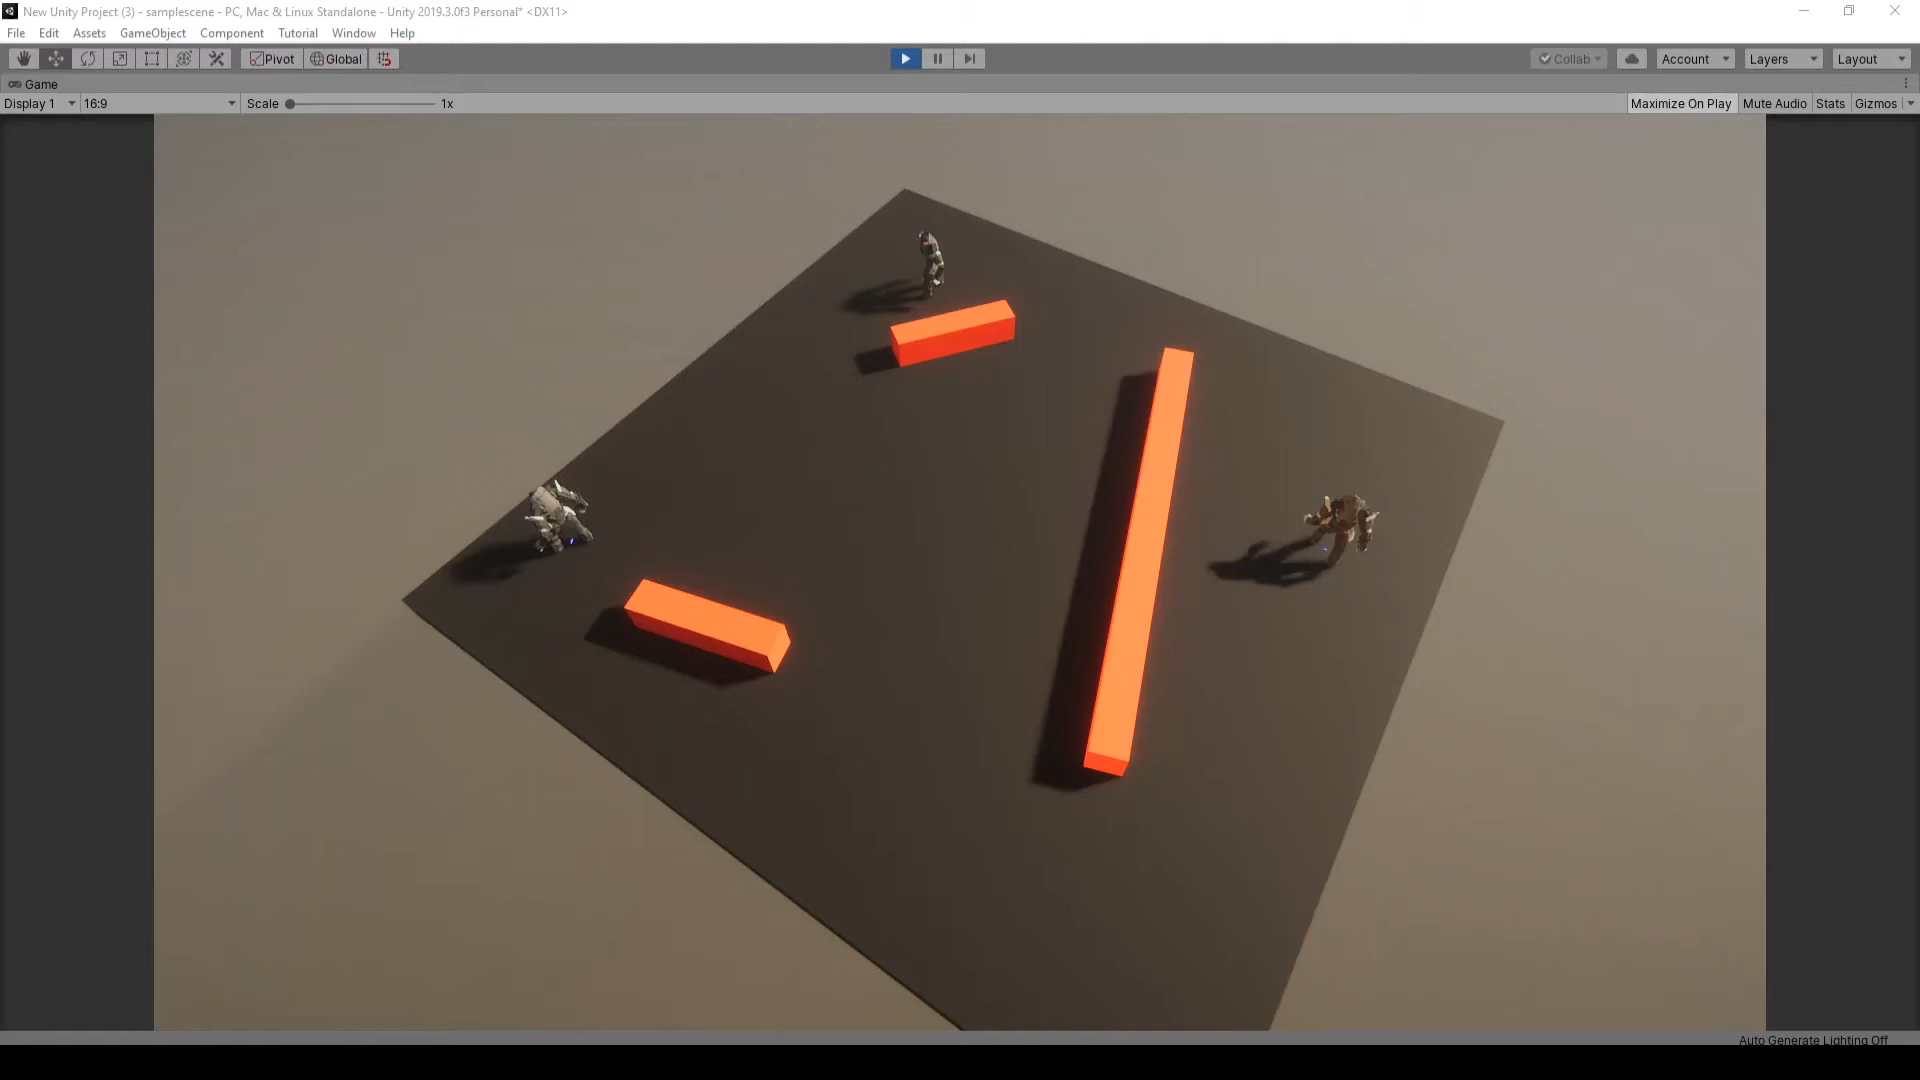 New Unity Project (3) - samplescene - PC, Mac & Linux Standalone - Unity 2019.3.0f3 Personal* <DX11>
File Edit Assets GameObject Component Tutorial Window Help
Pivot Global Collab Account Layers Layout
Game
Display 1 16:9 Scale 1x Maximize On Play Mute Audio Stats Gizmos
Auto Generate Lighting Off